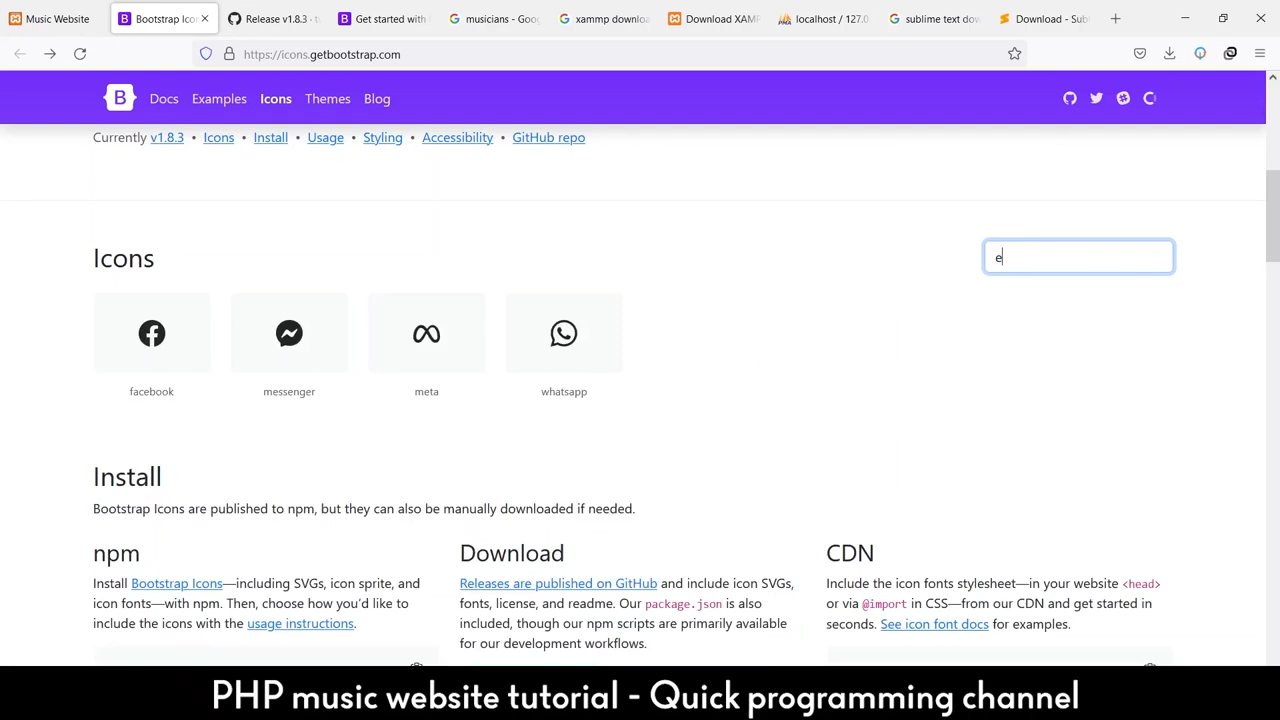 Music Website
Bootstrap Ico
Release v1.8.3 - t
Get started with
musicians - Goo
xammp downlo
Download XAM
localhost / 127.0
sublime text dow
Download - Sub
https://icons.getbootstrap.com
B Docs Examples Icons Themes Blog
Currently v1.8.3 • Icons • Install • Usage • Styling • Accessibility • GitHub repo
Icons
e
facebook
messenger
meta
whatsapp
Install
Bootstrap Icons are published to npm, but they can also be manually downloaded if needed.
npm
Install Bootstrap Icons—including SVGs, icon sprite, and
icon fonts—with npm. Then, choose how you'd like to
include the icons with the usage instructions.
Download
Releases are published on GitHub and include icon SVGs,
fonts, license, and readme. Our package.json is also
included, though our npm scripts are primarily available
for our development workflows.
CDN
Include the icon fonts stylesheet—in your website <head>
or via @import in CSS—from our CDN and get started in
seconds. See icon font docs for examples.
PHP music website tutorial - Quick programming channel